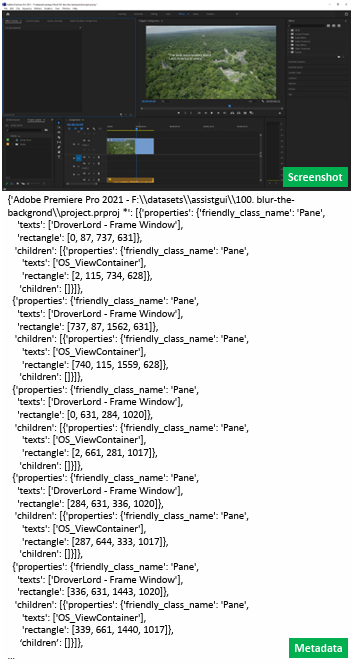 Screenshot
{'Adobe Premiere Pro 2021 - F:\\datasets\\assistgui\\100. blur-the-
backgrond\\project.prproj *': [{'properties': {'friendly_class_name': 'Pane',
'texts': ['DroverLord - Frame Window'],
'rectangle': [0, 87, 737, 631]},
'children': [{'properties': {'friendly_class_name': 'Pane',
'texts': ['OS_ViewContainer'],
'rectangle': [2, 115, 734, 628]},
'children': []}]},
{'properties': {'friendly_class_name': 'Pane',
'texts': ['DroverLord - Frame Window'],
'rectangle': [737, 87, 1562, 631]},
'children': [{'properties': {'friendly_class_name': 'Pane',
'texts': ['OS_ViewContainer'],
'rectangle': [740, 115, 1559, 628]},
'children': []}]},
{'properties': {'friendly_class_name': 'Pane',
'texts': ['DroverLord - Frame Window'],
'rectangle': [0, 631, 284, 1020]},
'children': [{'properties': {'friendly_class_name': 'Pane',
'texts': ['OS_ViewContainer'],
'rectangle': [2, 661, 281, 1017]},
'children': []}]},
{'properties': {'friendly_class_name': 'Pane',
'texts': ['DroverLord - Frame Window'],
'rectangle': [284, 631, 336, 1020]},
'children': [{'properties': {'friendly_class_name': 'Pane',
'texts': ['OS_ViewContainer'],
'rectangle': [287, 644, 333, 1017]},
'children': []}]},
{'properties': {'friendly_class_name': 'Pane',
'texts': ['DroverLord - Frame Window'],
'rectangle': [336, 631, 1443, 1020]},
'children': [{'properties': {'friendly_class_name': 'Pane',
'texts': ['OS_ViewContainer'],
'rectangle': [339, 661, 1440, 1017]},
'children': []}]},
...
Metadata